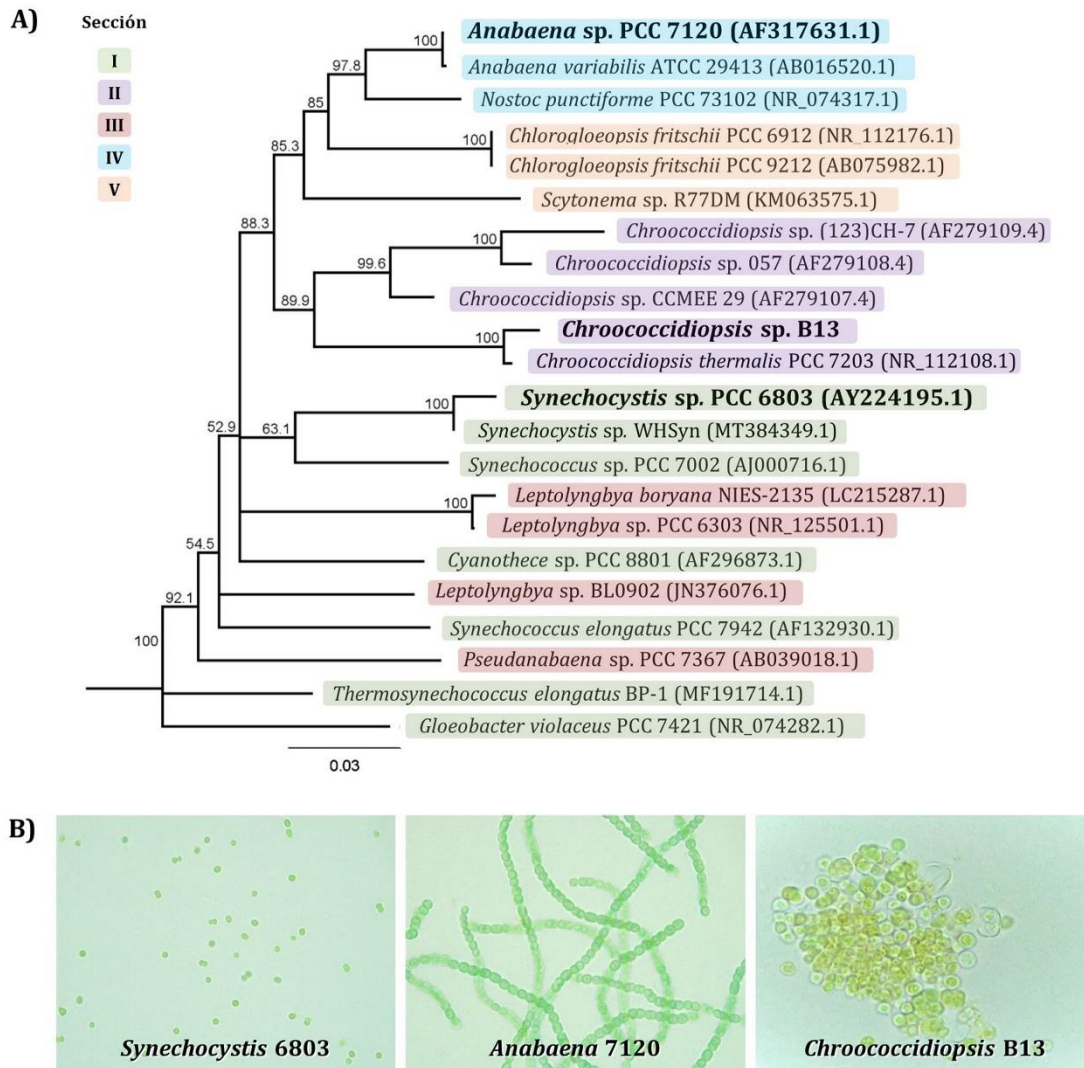 A)
Sección
I
II
III
IV
V
Anabaena sp. PCC 7120 (AF317631.1)
100
Anabaena variabilis ATCC 29413 (AB016520.1)
97.8
Nostoc punctiforme PCC 73102 (NR_074317.1)
85
Chlorogloeopsis fritschii PCC 6912 (NR_112176.1)
100
Chlorogloeopsis fritschii PCC 9212 (AB075982.1)
85.3
Scytonema sp. R77DM (KM063575.1)
88.3
Chroococcidiopsis sp. (123)CH-7 (AF279109.4)
100
Chroococcidiopsis sp. 057 (AF279108.4)
99.6
Chroococcidiopsis sp. CCMEE 29 (AF279107.4)
89.9
Chroococcidiopsis sp. B13
100
Chroococcidiopsis thermalis PCC 7203 (NR_112108.1)
Synechocystis sp. PCC 6803 (AY224195.1)
100
Synechocystis sp. WHSyn (MT384349.1)
52.9
63.1
Synechococcus sp. PCC 7002 (AJ000716.1)
Leptolyngbya boryana NIES-2135 (LC215287.1)
100
Leptolyngbya sp. PCC 6303 (NR_125501.1)
54.5
Cyanothece sp. PCC 8801 (AF296873.1)
92.1
Leptolyngbya sp. BL0902 (JN376076.1)
Synechococcus elongatus PCC 7942 (AF132930.1)
100
Pseudanabaena sp. PCC 7367 (AB039018.1)
Thermosynechococcus elongatus BP-1 (MF191714.1)
Gloeobacter violaceus PCC 7421 (NR_074282.1)
0.03
B)
Synechocystis 6803
Anabaena 7120
Chroococcidiopsis B13